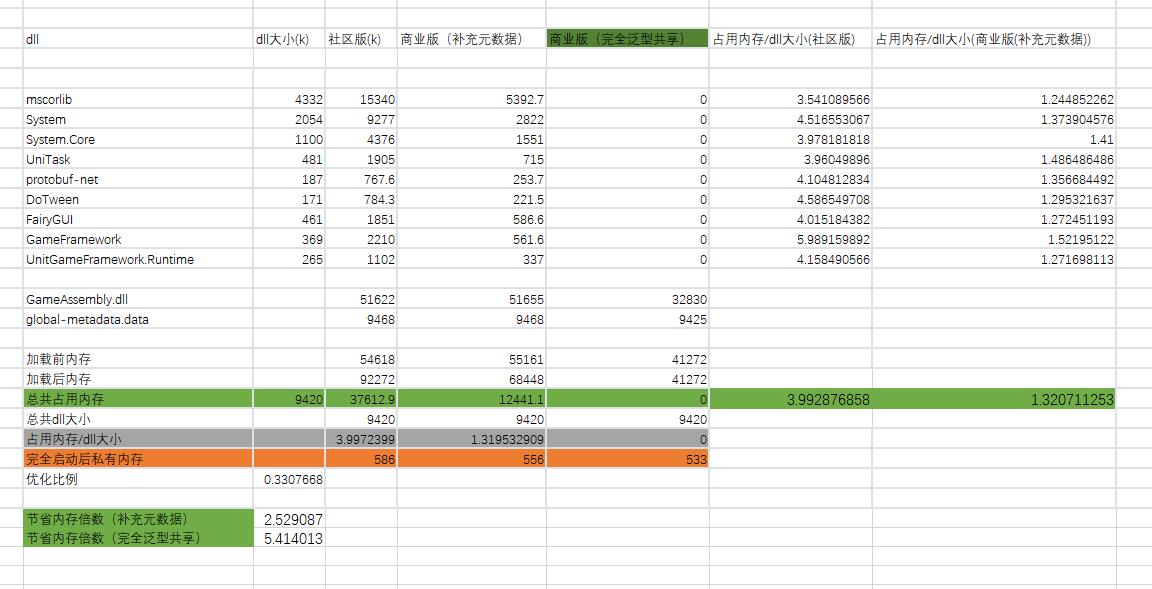 dll dll大小(k) 社区版(k) 商业版（补充元数据） 商业版（完全泛型共享） 占用内存/dll大小(社区版) 占用内存/dll大小(商业版(补充元数据))
mscorlib 4332 15340 5392.7 0 3.541089566 1.244852262
System 2054 9277 2822 0 4.516553067 1.373904576
System.Core 1100 4376 1551 0 3.978181818 1.41
UniTask 481 1905 715 0 3.96049896 1.486486486
protobuf-net 187 767.6 253.7 0 4.104812834 1.356684492
DoTween 171 784.3 221.5 0 4.586549708 1.295321637
FairyGUI 461 1851 586.6 0 4.015184382 1.272451193
GameFramework 369 2210 561.6 0 5.989159892 1.52195122
UnitGameFramework.Runtime 265 1102 337 0 4.158490566 1.271698113
GameAssembly.dll 51622 51655 32830
global-metadata.data 9468 9468 9425
加载前内存 54618 55161 41272
加载后内存 92272 68448 41272
总共占用内存 9420 37612.9 12441.1 0 3.992876858 1.320711253
总共dll大小 9420 9420 9420
占用内存/dll大小 3.9972399 1.319532909 0
完全启动后私有内存 586 556 533
优化比例 0.3307668
节省内存倍数（补充元数据） 2.529087
节省内存倍数（完全泛型共享） 5.414013